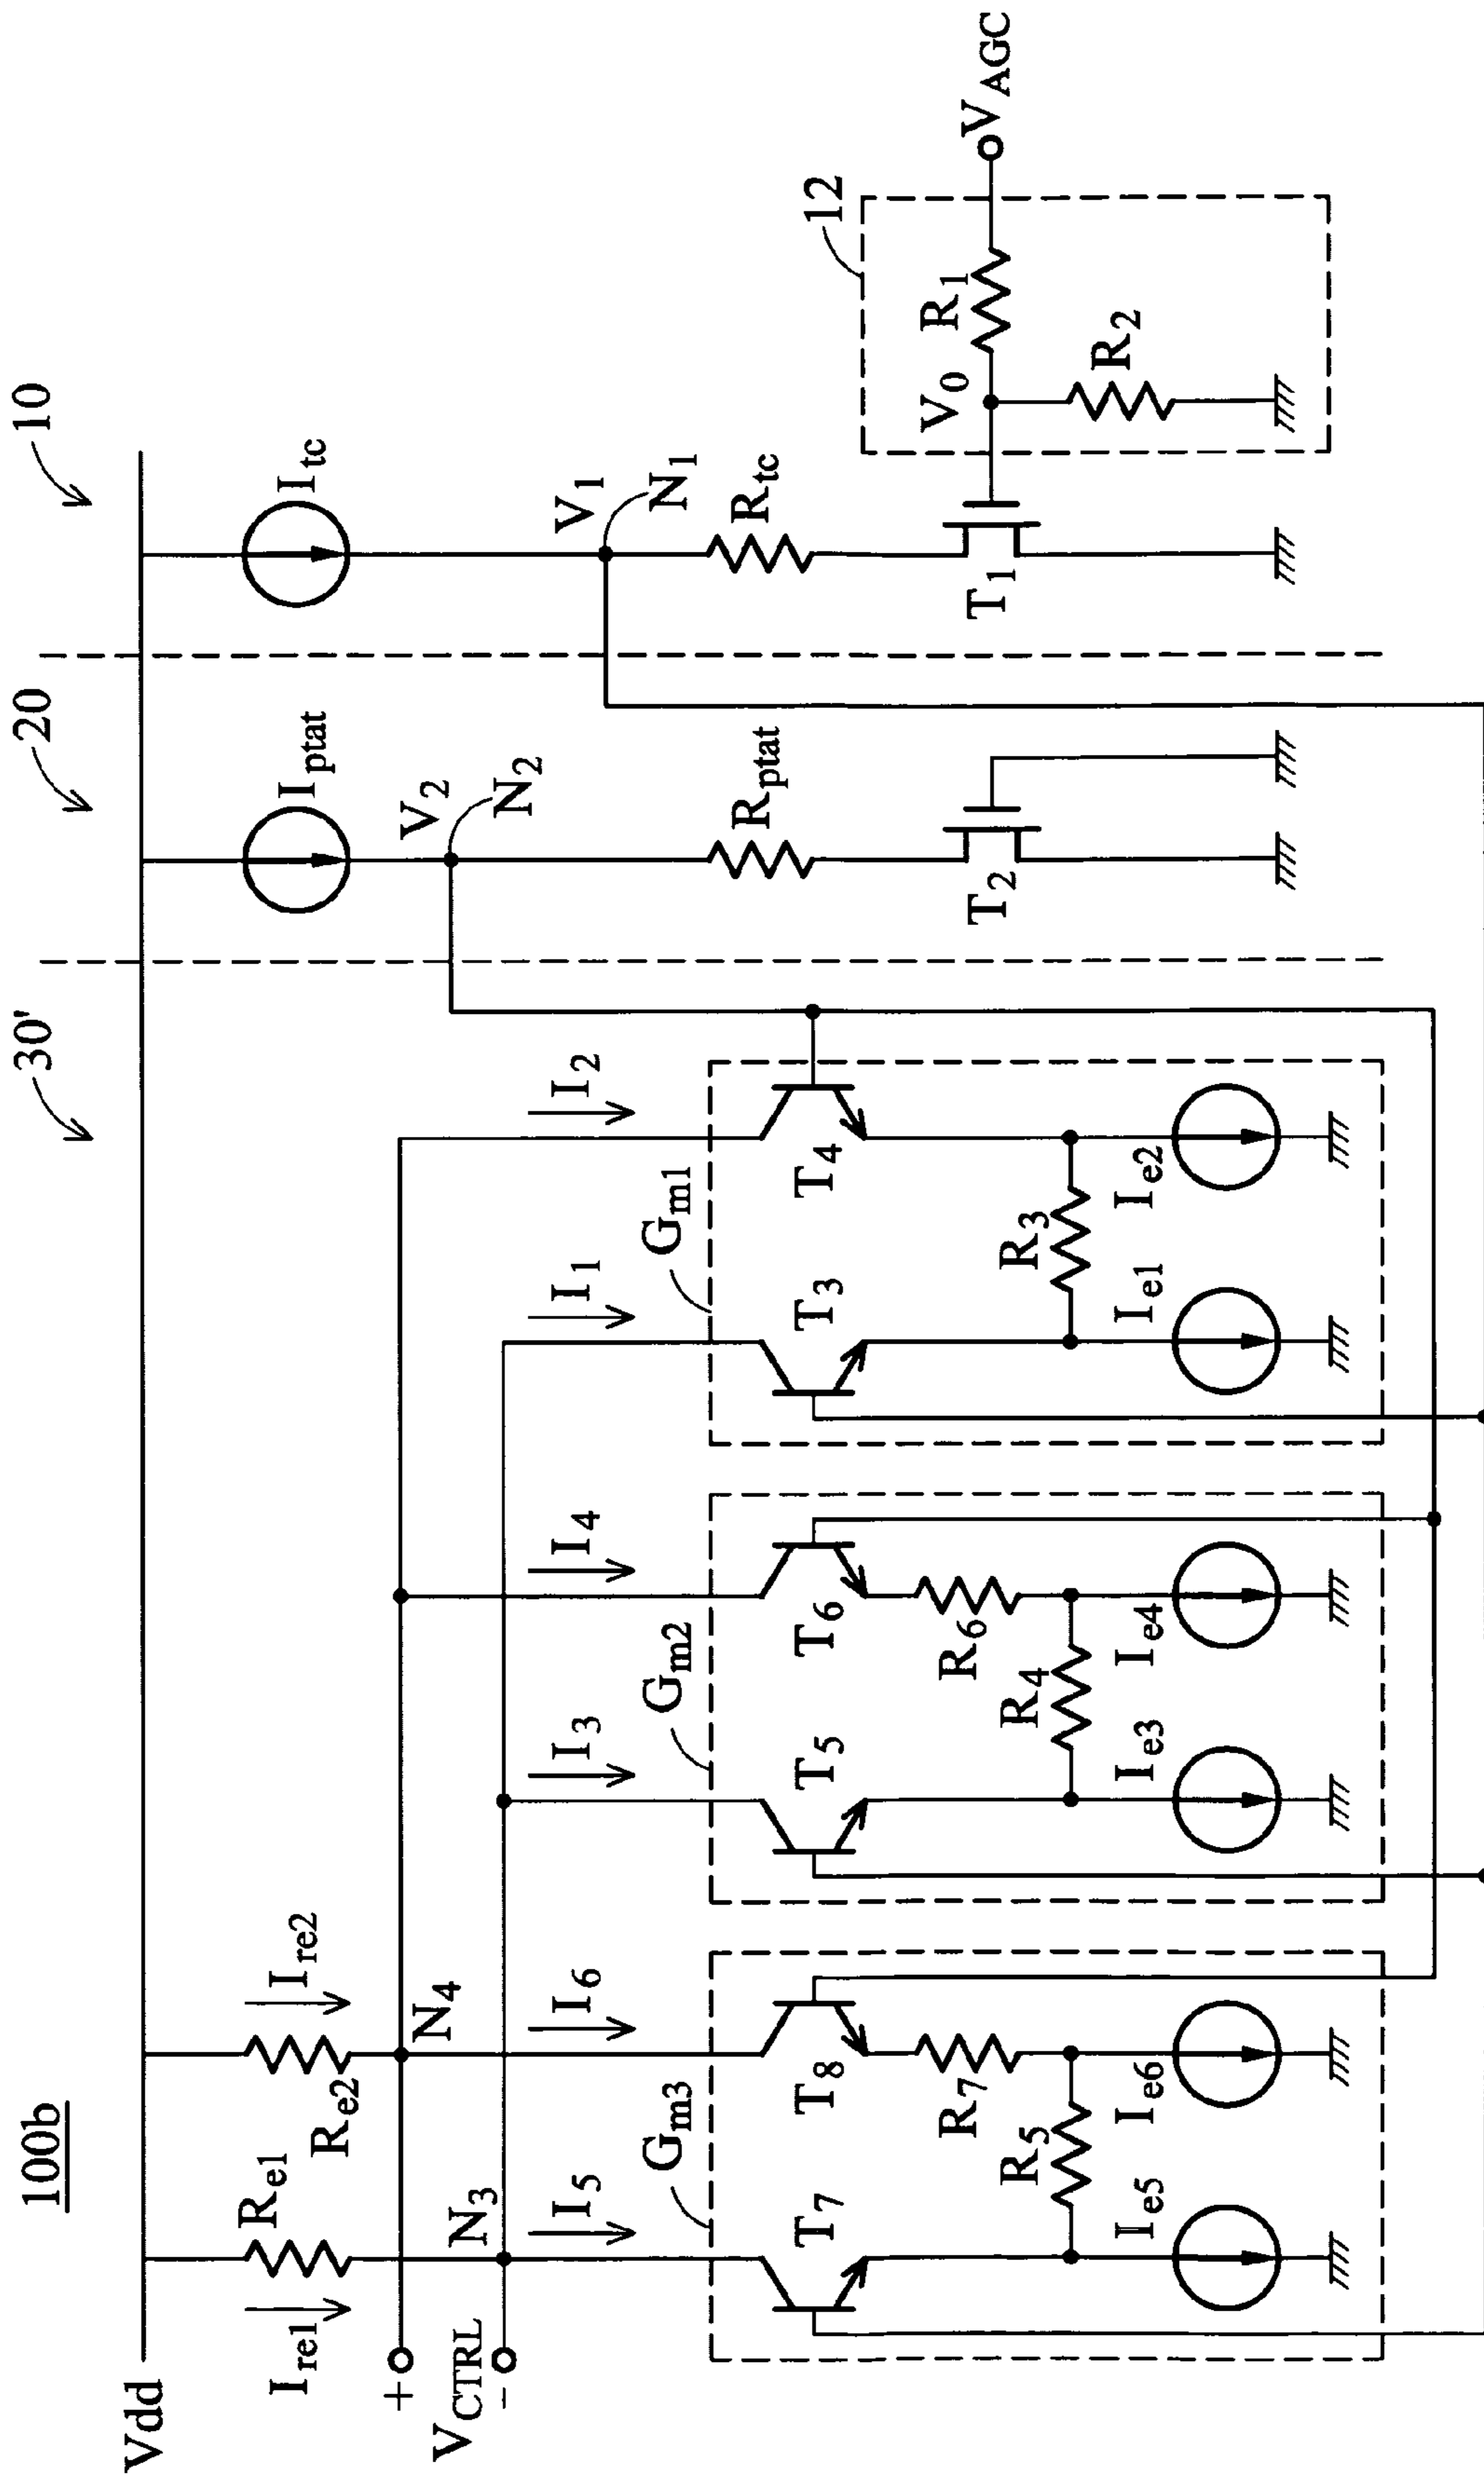 100b
30'
20
10
Vdd
I_re1
R_e1
R_e2
I_re2
I_ptat
I_tc
+
V_CTRL
-
N_3
N_4
V_2
N_2
V_1
N_1
I_5
I_6
I_3
I_4
I_1
I_2
G_m3
G_m2
G_m1
R_ptat
R_tc
T_7
T_8
T_5
T_6
T_3
T_4
T_2
T_1
V_0
R_1
R_2
12
V_AGC
R_7
R_6
R_5
R_4
R_3
I_e5
I_e6
I_e3
I_e4
I_e1
I_e2